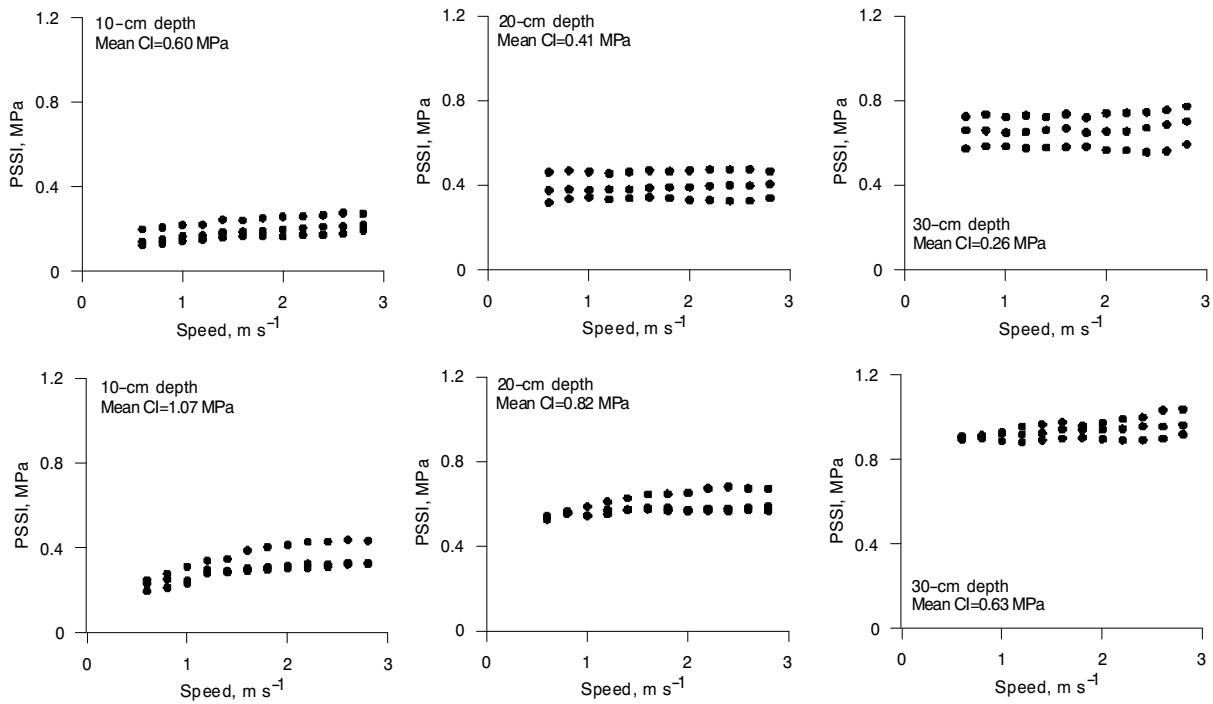 1.2
10−cm depth
Mean CI=0.60 MPa
0.8
PSSI, MPa
0.4
0
0
1
2
3
Speed, m s−1
1.2
20−cm depth
Mean CI=0.41 MPa
0.8
PSSI, MPa
0.4
0
0
1
2
3
Speed, m s−1
1.2
0.8
PSSI, MPa
0.4
30−cm depth
Mean CI=0.26 MPa
0
0
1
2
3
Speed, m s−1
1.2
10−cm depth
Mean CI=1.07 MPa
0.8
PSSI, MPa
0.4
0
0
1
2
3
Speed, m s−1
1.2
20−cm depth
Mean CI=0.82 MPa
0.8
PSSI, MPa
0.4
0
0
1
2
3
Speed, m s−1
1.2
0.8
PSSI, MPa
0.4
30−cm depth
Mean CI=0.63 MPa
0
0
1
2
3
Speed, m s−1